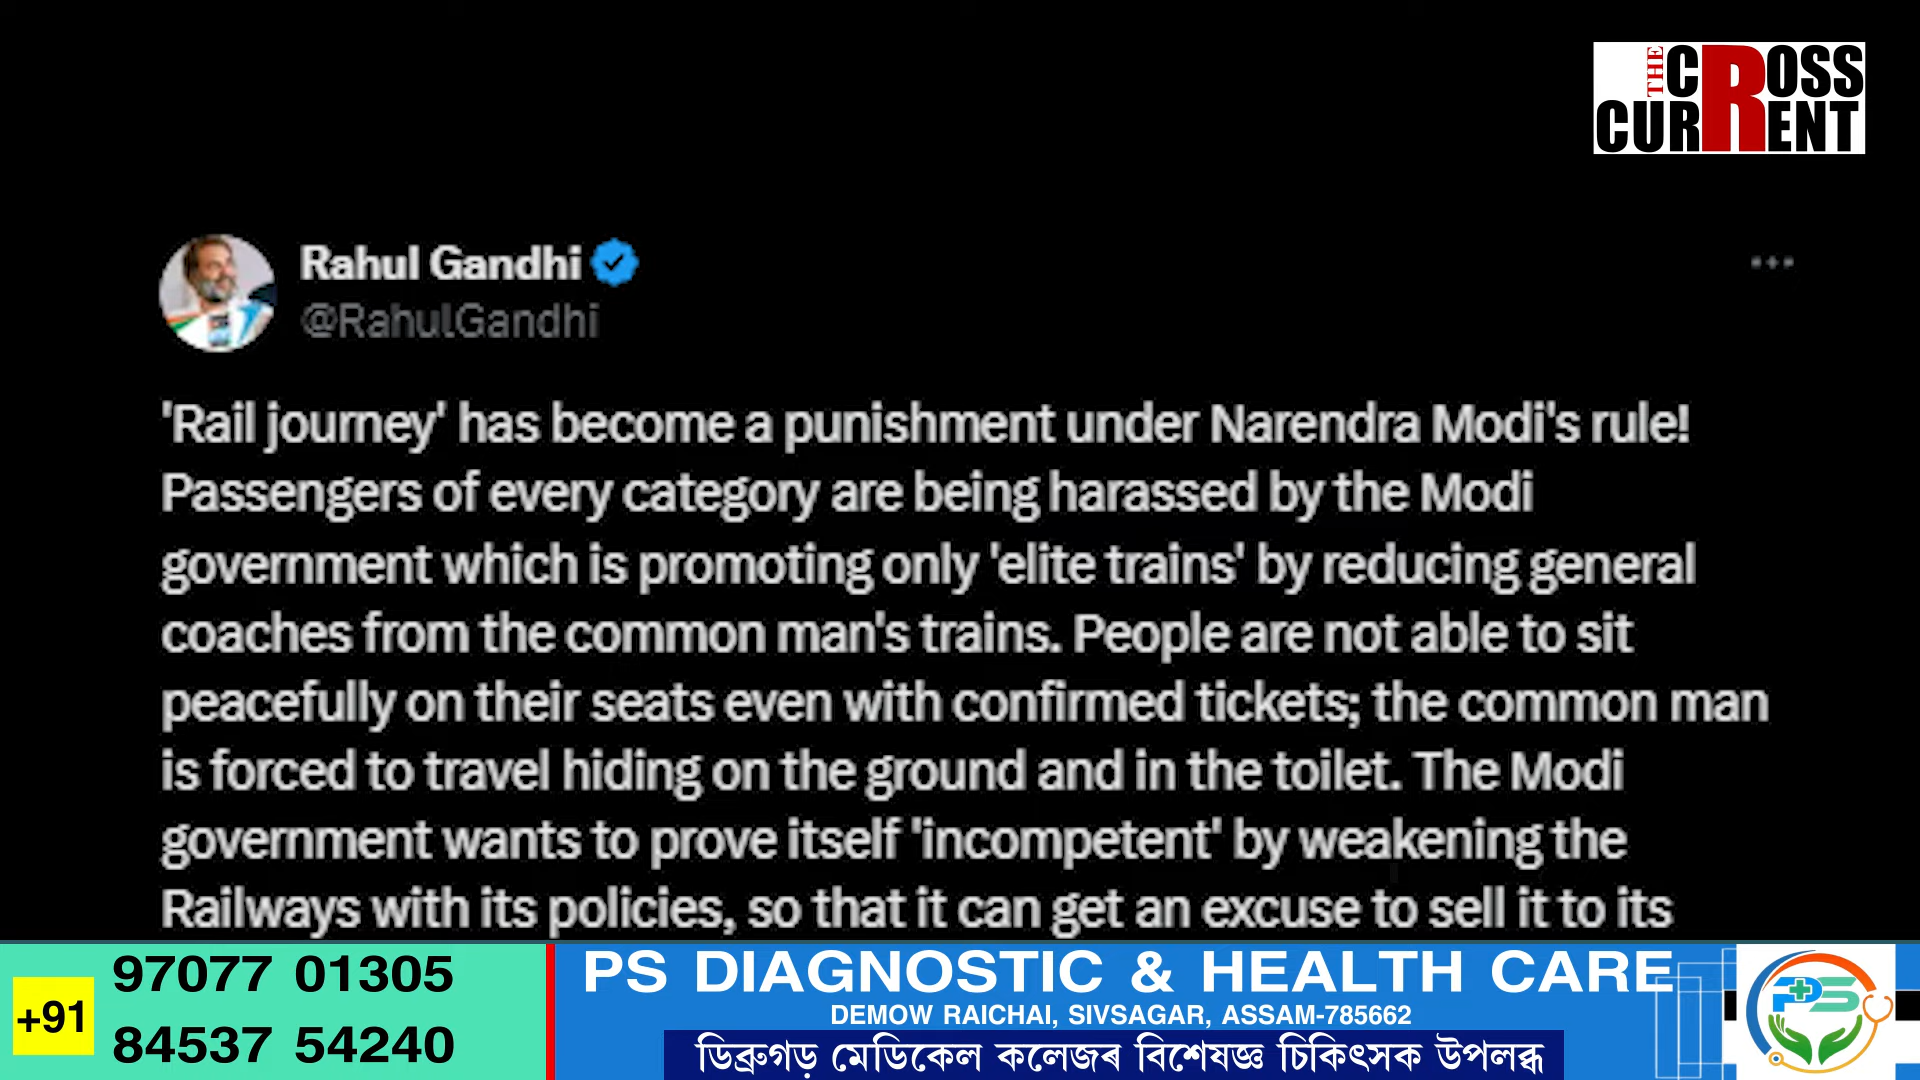 THE CROSS
CURRENT
Rahul Gandhi
@RahulGandhi
'Rail journey' has become a punishment under Narendra Modi's rule!
Passengers of every category are being harassed by the Modi
government which is promoting only 'elite trains' by reducing general
coaches from the common man's trains. People are not able to sit
peacefully on their seats even with confirmed tickets; the common man
is forced to travel hiding on the ground and in the toilet. The Modi
government wants to prove itself 'incompetent' by weakening the
Railways with its policies, so that it can get an excuse to sell it to its
+91
97077 01305
84537 54240
PS DIAGNOSTIC & HEALTH CARE
DEMOW RAICHAI, SIVSAGAR, ASSAM-785662
ডিব্ৰুগড় মেডিকেল কলেজৰ বিশেষজ্ঞ চিকিৎসক উপলব্ধ
PS